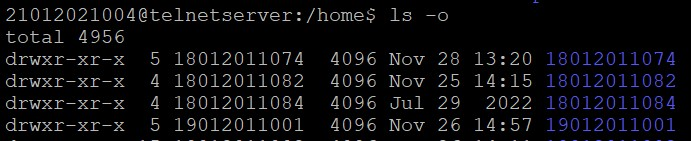 21012021004@telnetserver:/home$ ls -o
total 4956
drwxr-xr-x  5 18012011074  4096 Nov 28 13:20 18012011074
drwxr-xr-x  4 18012011082  4096 Nov 25 14:15 18012011082
drwxr-xr-x  4 18012011084  4096 Jul 29  2022 18012011084
drwxr-xr-x  5 19012011001  4096 Nov 26 14:57 19012011001